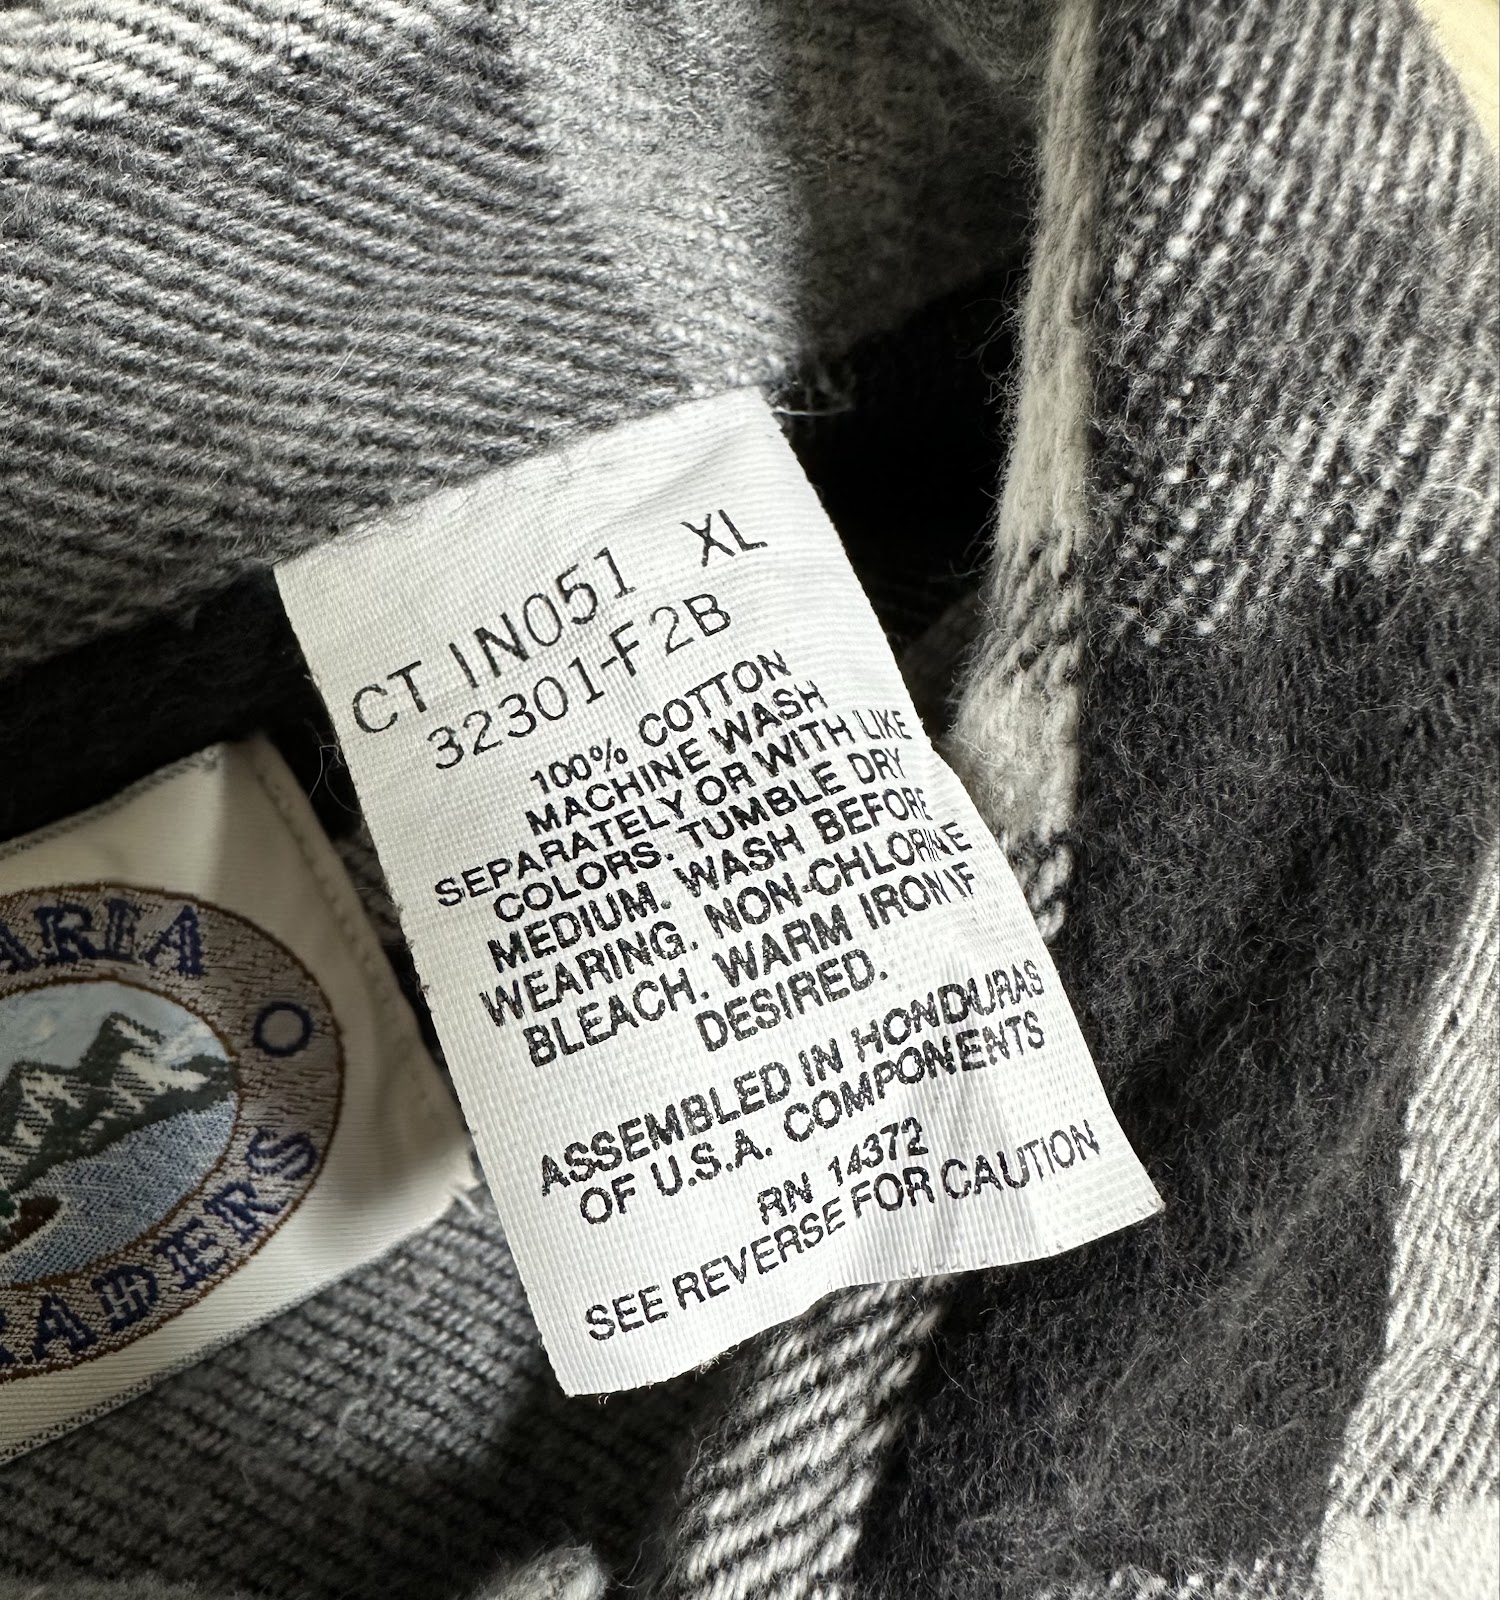 CT IN051 XL
32301-F2B
100% COTTON
MACHINE WASH
SEPARATELY OR WITH LIKE
COLORS. TUMBLE DRY
MEDIUM. WASH BEFORE
WEARING. NON-CHLORINE
BLEACH. WARM IRON IF
DESIRED.
ASSEMBLED IN HONDURAS
OF U.S.A. COMPONENTS
RN 14372
SEE REVERSE FOR CAUTION